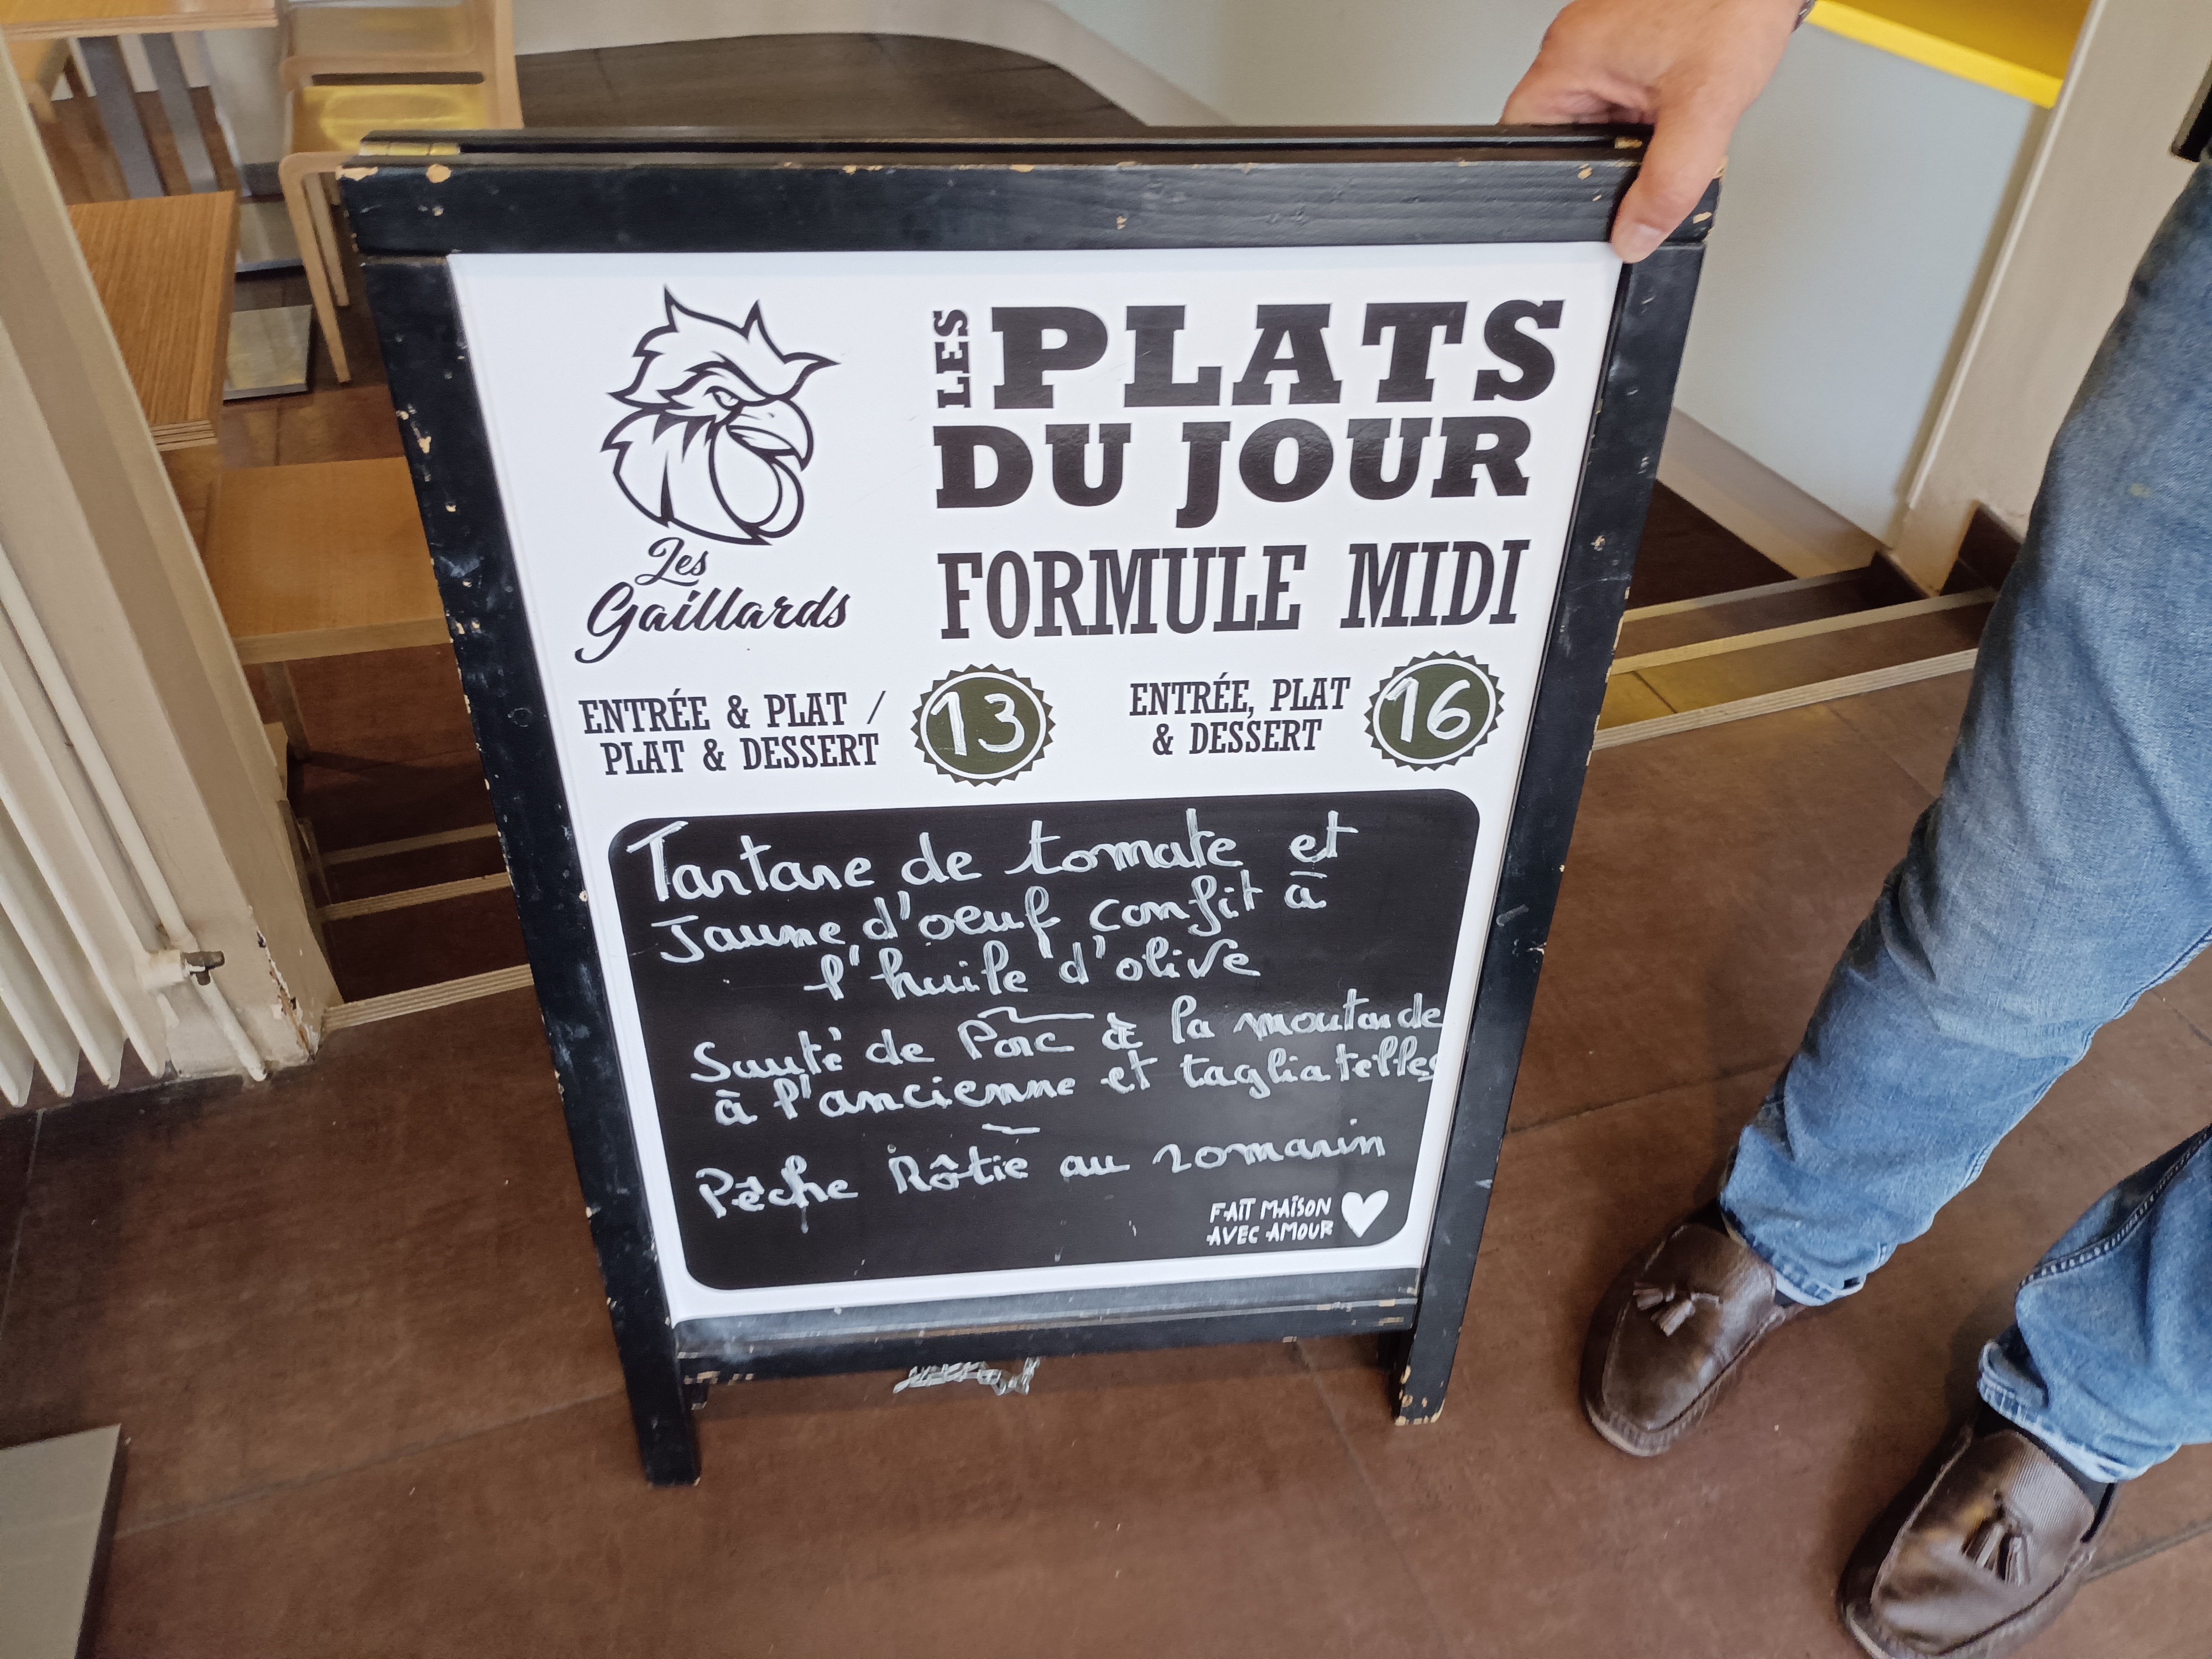 LES PLATS
DU JOUR
FORMULE MIDI
Les
Gaillards
ENTRÉE & PLAT /
PLAT & DESSERT
13
ENTRÉE, PLAT
& DESSERT
16
Tartare de tomate et
Jaune d'oeuf confit à
l'huile d'olive
Sauté de Porc à la moutarde
à l'ancienne et tagliatelles
Pêche Rôtie au romarin
FAIT MAISON
AVEC AMOUR